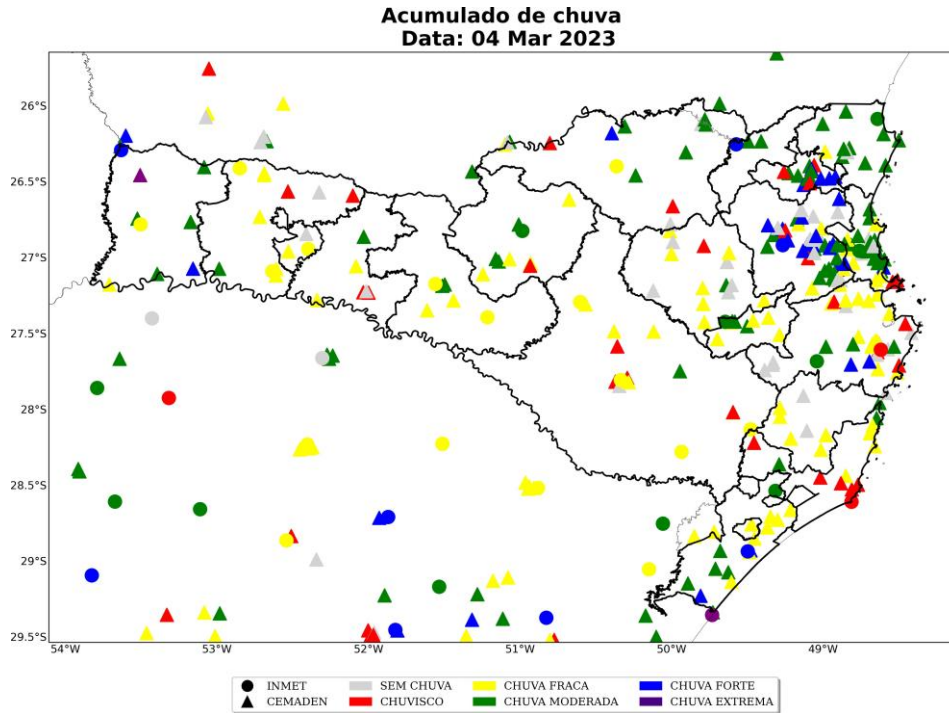 Acumulado de chuva
Data: 04 Mar 2023
26°S
26.5°S
27°S
27.5°S
28°S
28.5°S
29°S
29.5°S
54°W 53°W 52°W 51°W 50°W 49°W
INMET SEM CHUVA CHUVA FRACA CHUVA FORTE
CEMADEN CHUVISCO CHUVA MODERADA CHUVA EXTREMA